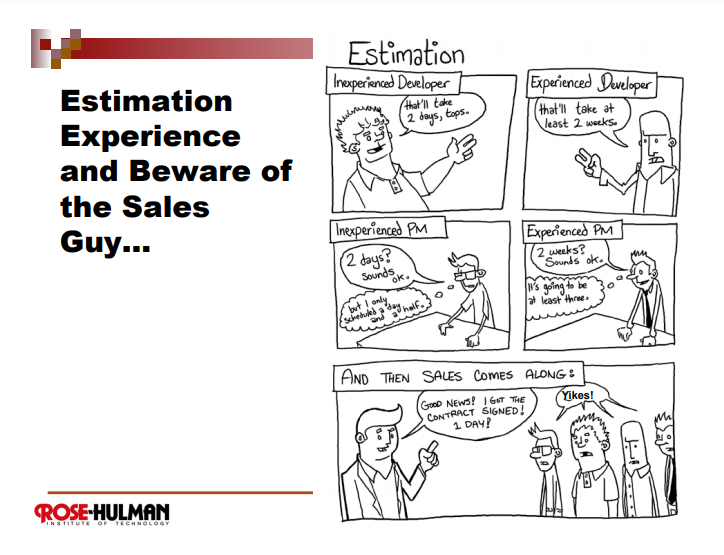 Estimation
Experience
and Beware of
the Sales
Guy...
Estimation
Inexperienced Developer
that'll take
2 days, tops.
Experienced Developer
that'll take at
least 2 weeks.
Inexperienced PM
2 days?
Sounds
ok.
but I only
scheduled a day
and a half.
Experienced PM
2 weeks?
Sounds ok.
It's going to be
at least three.
AND THEN SALES COMES ALONG:
GOOD NEWS! I GOT THE
CONTRACT SIGNED!
1 DAY!
Yikes!
ROSE-HULMAN
INSTITUTE OF TECHNOLOGY